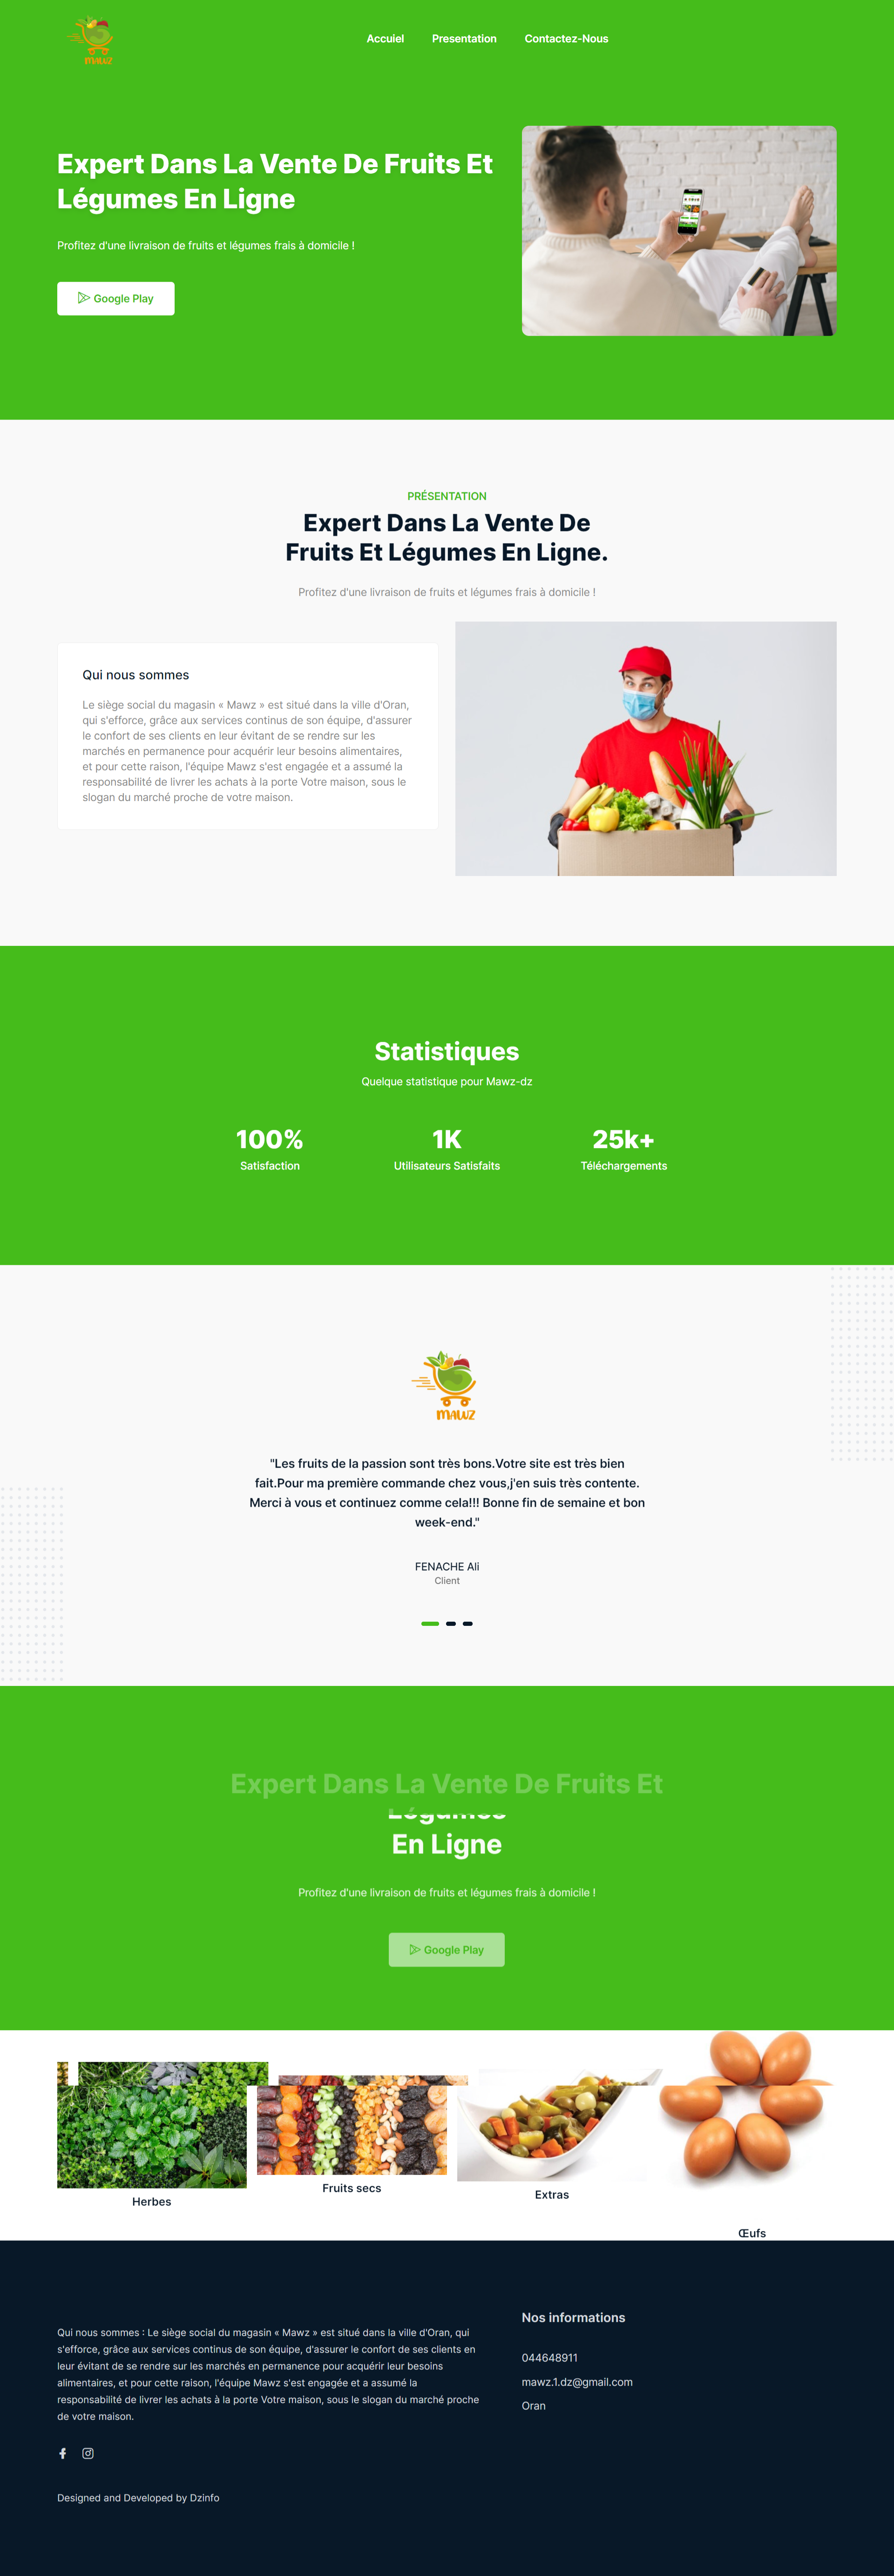 MAWZ
Accuiel
Presentation
Contactez-Nous
Expert Dans La Vente De Fruits Et
Légumes En Ligne
Profitez d'une livraison de fruits et légumes frais à domicile !
Google Play
PRÉSENTATION
Expert Dans La Vente De
Fruits Et Légumes En Ligne.
Profitez d'une livraison de fruits et légumes frais à domicile !
Qui nous sommes
Le siège social du magasin « Mawz » est situé dans la ville d'Oran,
qui s'efforce, grâce aux services continus de son équipe, d'assurer
le confort de ses clients en leur évitant de se rendre sur les
marchés en permanence pour acquérir leur besoins alimentaires,
et pour cette raison, l'équipe Mawz s'est engagée et a assumé la
responsabilité de livrer les achats à la porte Votre maison, sous le
slogan du marché proche de votre maison.
Statistiques
Quelque statistique pour Mawz-dz
100%
Satisfaction
1K
Utilisateurs Satisfaits
25k+
Téléchargements
MAWZ
"Les fruits de la passion sont très bons.Votre site est très bien
fait.Pour ma première commande chez vous,j'en suis très contente.
Merci à vous et continuez comme cela!!! Bonne fin de semaine et bon
week-end."
FENACHE Ali
Client
Expert Dans La Vente De Fruits Et
Légumes
En Ligne
Profitez d'une livraison de fruits et légumes frais à domicile !
Google Play
Herbes
Fruits secs
Extras
Œufs
Qui nous sommes : Le siège social du magasin « Mawz » est situé dans la ville d'Oran, qui
s'efforce, grâce aux services continus de son équipe, d'assurer le confort de ses clients en
leur évitant de se rendre sur les marchés en permanence pour acquérir leur besoins
alimentaires, et pour cette raison, l'équipe Mawz s'est engagée et a assumé la
responsabilité de livrer les achats à la porte Votre maison, sous le slogan du marché proche
de votre maison.
Nos informations
044648911
mawz.1.dz@gmail.com
Oran
Designed and Developed by Dzinfo